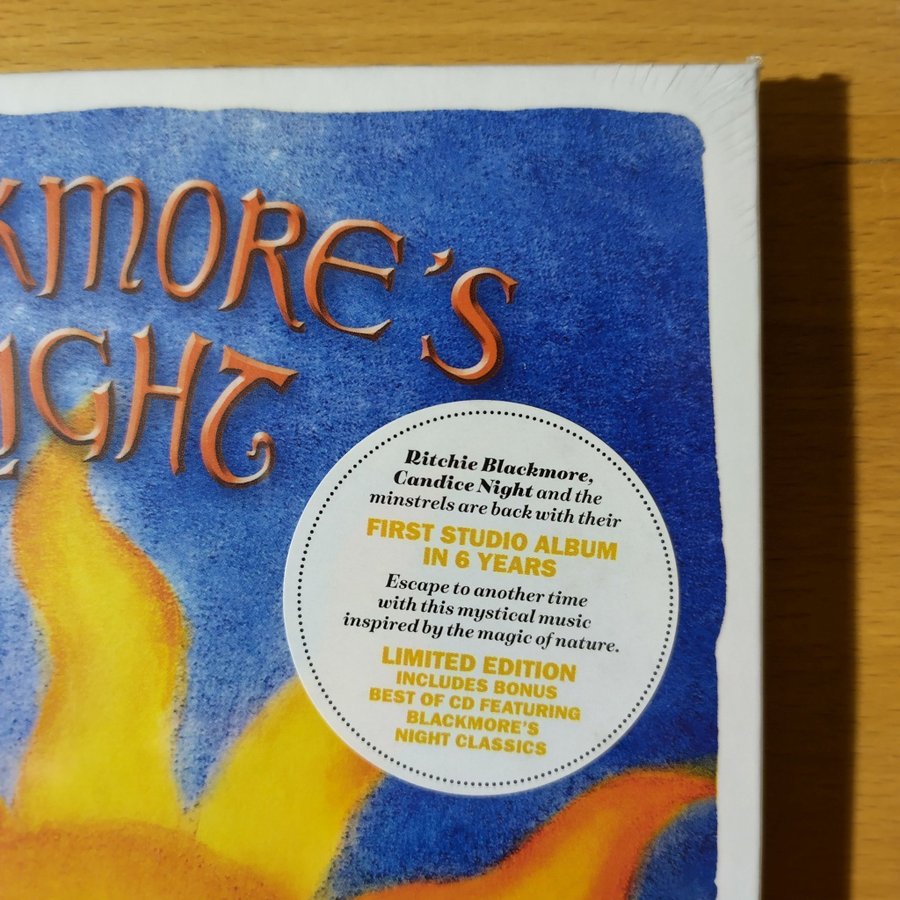 KMORE'S
IGHT
Ritchie Blackmore,
Candice Night and the
minstrels are back with their
FIRST STUDIO ALBUM
IN 6 YEARS
Escape to another time
with this mystical music
inspired by the magic of nature.
LIMITED EDITION
INCLUDES BONUS
BEST OF CD FEATURING
BLACKMORE'S
NIGHT CLASSICS